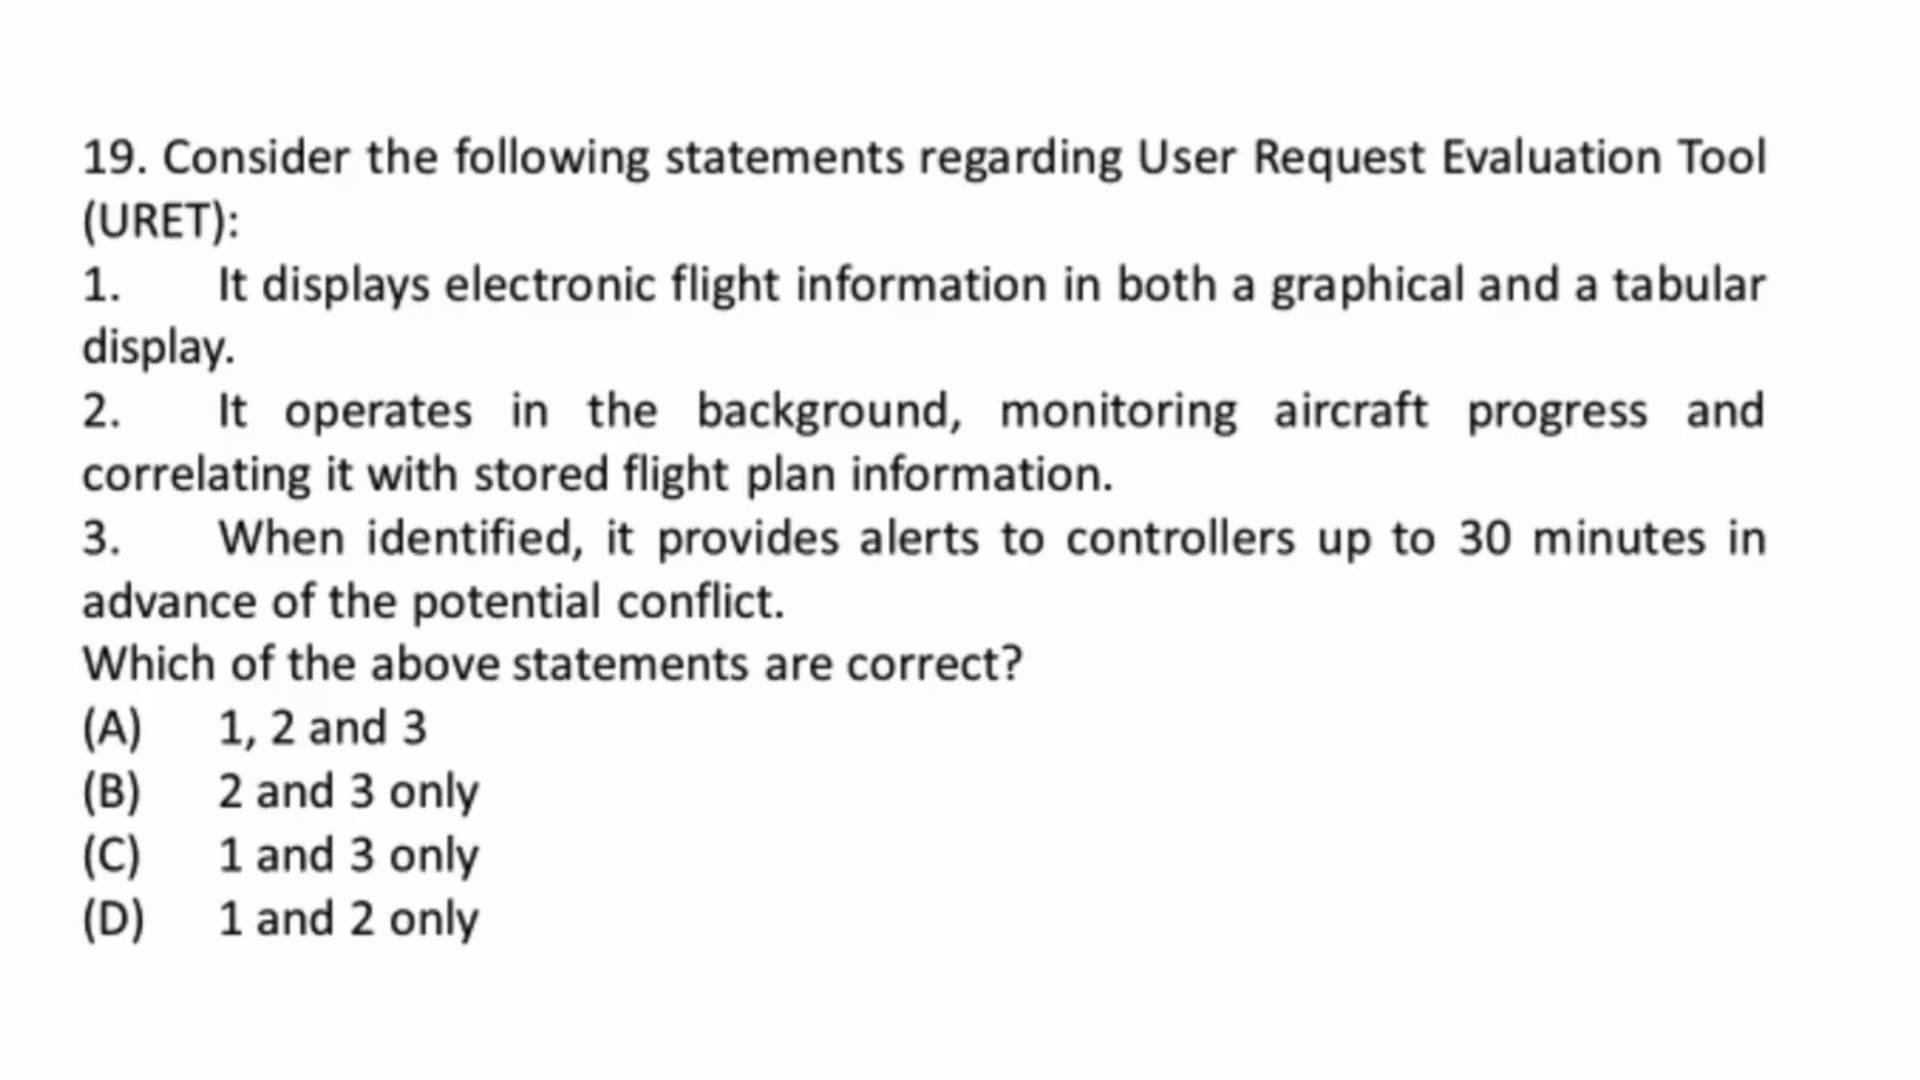 19. Consider the following statements regarding User Request Evaluation Tool
(URET):
1. It displays electronic flight information in both a graphical and a tabular
display.
2. It operates in the background, monitoring aircraft progress and
correlating it with stored flight plan information.
3. When identified, it provides alerts to controllers up to 30 minutes in
advance of the potential conflict.
Which of the above statements are correct?
(A) 1, 2 and 3
(B) 2 and 3 only
(C) 1 and 3 only
(D) 1 and 2 only